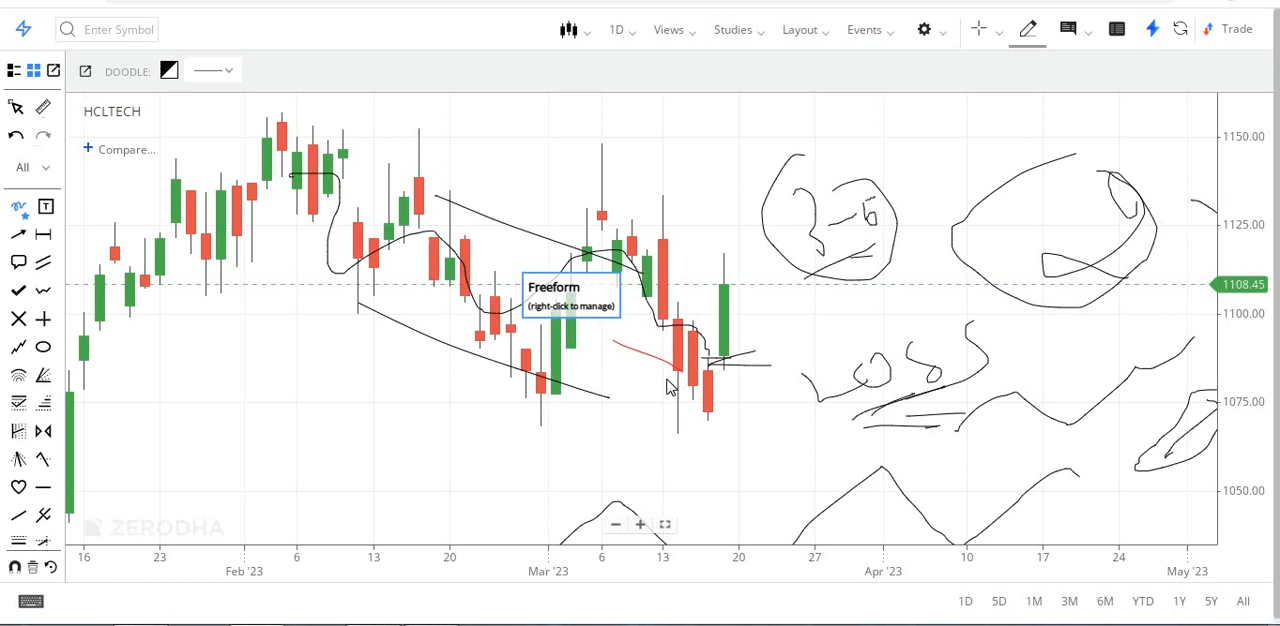 Enter Symbol
1D
Views
Studies
Layout
Events
Trade
DOODLE:
HCLTECH
Compare...
All
Freeform
(right-click to manage)
3-6
1150.00
1125.00
1108.45
1100.00
1075.00
1050.00
ZERODHA
16 23 6 13 20 6 13 20 27 10 17 24
Feb '23 Mar '23 Apr '23 May '23
1D 5D 1M 3M 6M YTD 1Y 5Y All